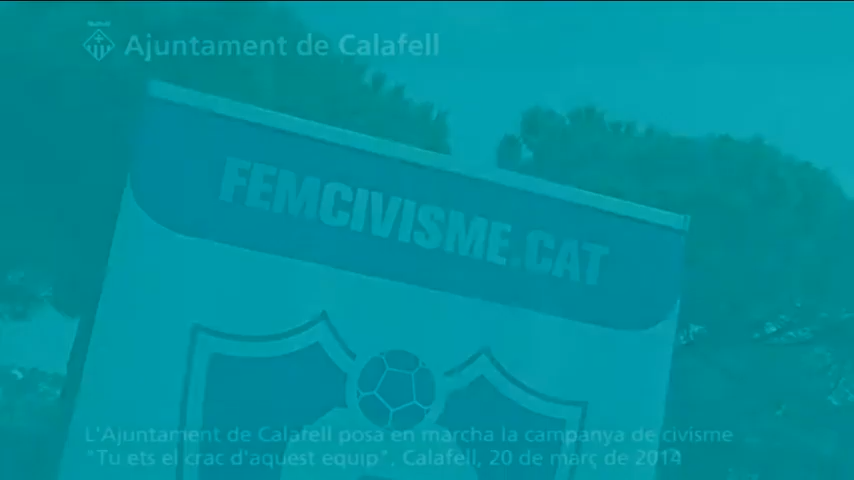 Ajuntament de Calafell
FEMCIVISME.CAT
L'Ajuntament de Calafell posa en marxa la campanya de civisme
"Tu ets el crac d'aquest equip", Calafell, 20 de març de 2014